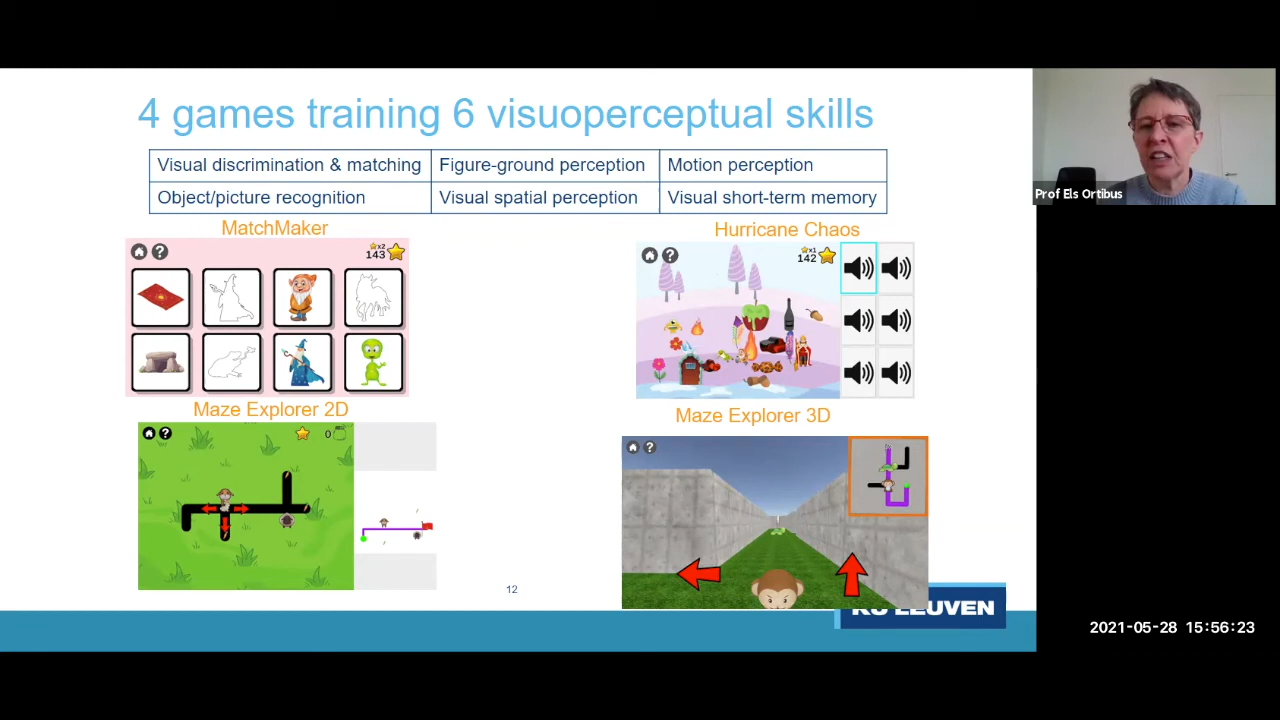 4 games training 6 visuoperceptual skills
Visual discrimination & matching
Figure-ground perception
Motion perception
Object/picture recognition
Visual spatial perception
Visual short-term memory
Prof Els Ortibus
MatchMaker
Hurricane Chaos
?
x2
143
?
x1
142
Maze Explorer 2D
Maze Explorer 3D
?
0
?
12
KU LEUVEN
2021-05-28 15:56:23